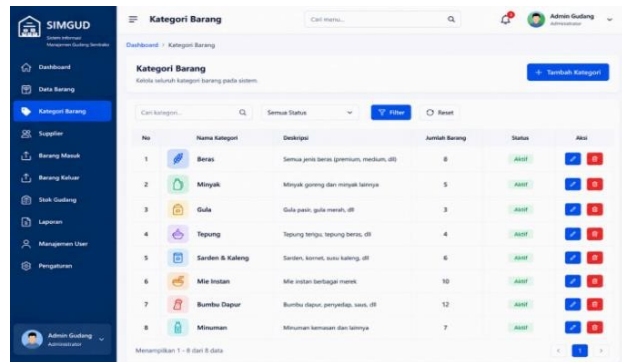 SIMGUD
Sistem Informasi
Manajemen Gudang Sembako
Dashboard
Data Barang
Kategori Barang
Supplier
Barang Masuk
Barang Keluar
Stok Gudang
Laporan
Manajemen User
Pengaturan
Admin Gudang
Administrator
Kategori Barang
Cari menu...
Admin Gudang
Administrator
Dashboard / Kategori Barang
Kategori Barang
Kelola seluruh kategori barang pada sistem.
+ Tambah Kategori
Cari kategori...
Semua Status
Filter
Reset
No Nama Kategori Deskripsi Jumlah Barang Status Aksi
1 Beras Semua jenis beras (premium, medium, dll) 8 Aktif
2 Minyak Minyak goreng dan minyak lainnya 5 Aktif
3 Gula Gula pasir, gula merah, dll 3 Aktif
4 Tepung Tepung terigu, tepung beras, dll 4 Aktif
5 Sarden & Kaleng Sarden, kornet, susu kaleng, dll 6 Aktif
6 Mie Instan Mie instan berbagai merek 10 Aktif
7 Bumbu Dapur Bumbu dapur, penyedap, saus, dll 12 Aktif
8 Minuman Minuman kemasan dan lainnya 7 Aktif
Menampilkan 1 - 8 dari 8 data
< 1 >